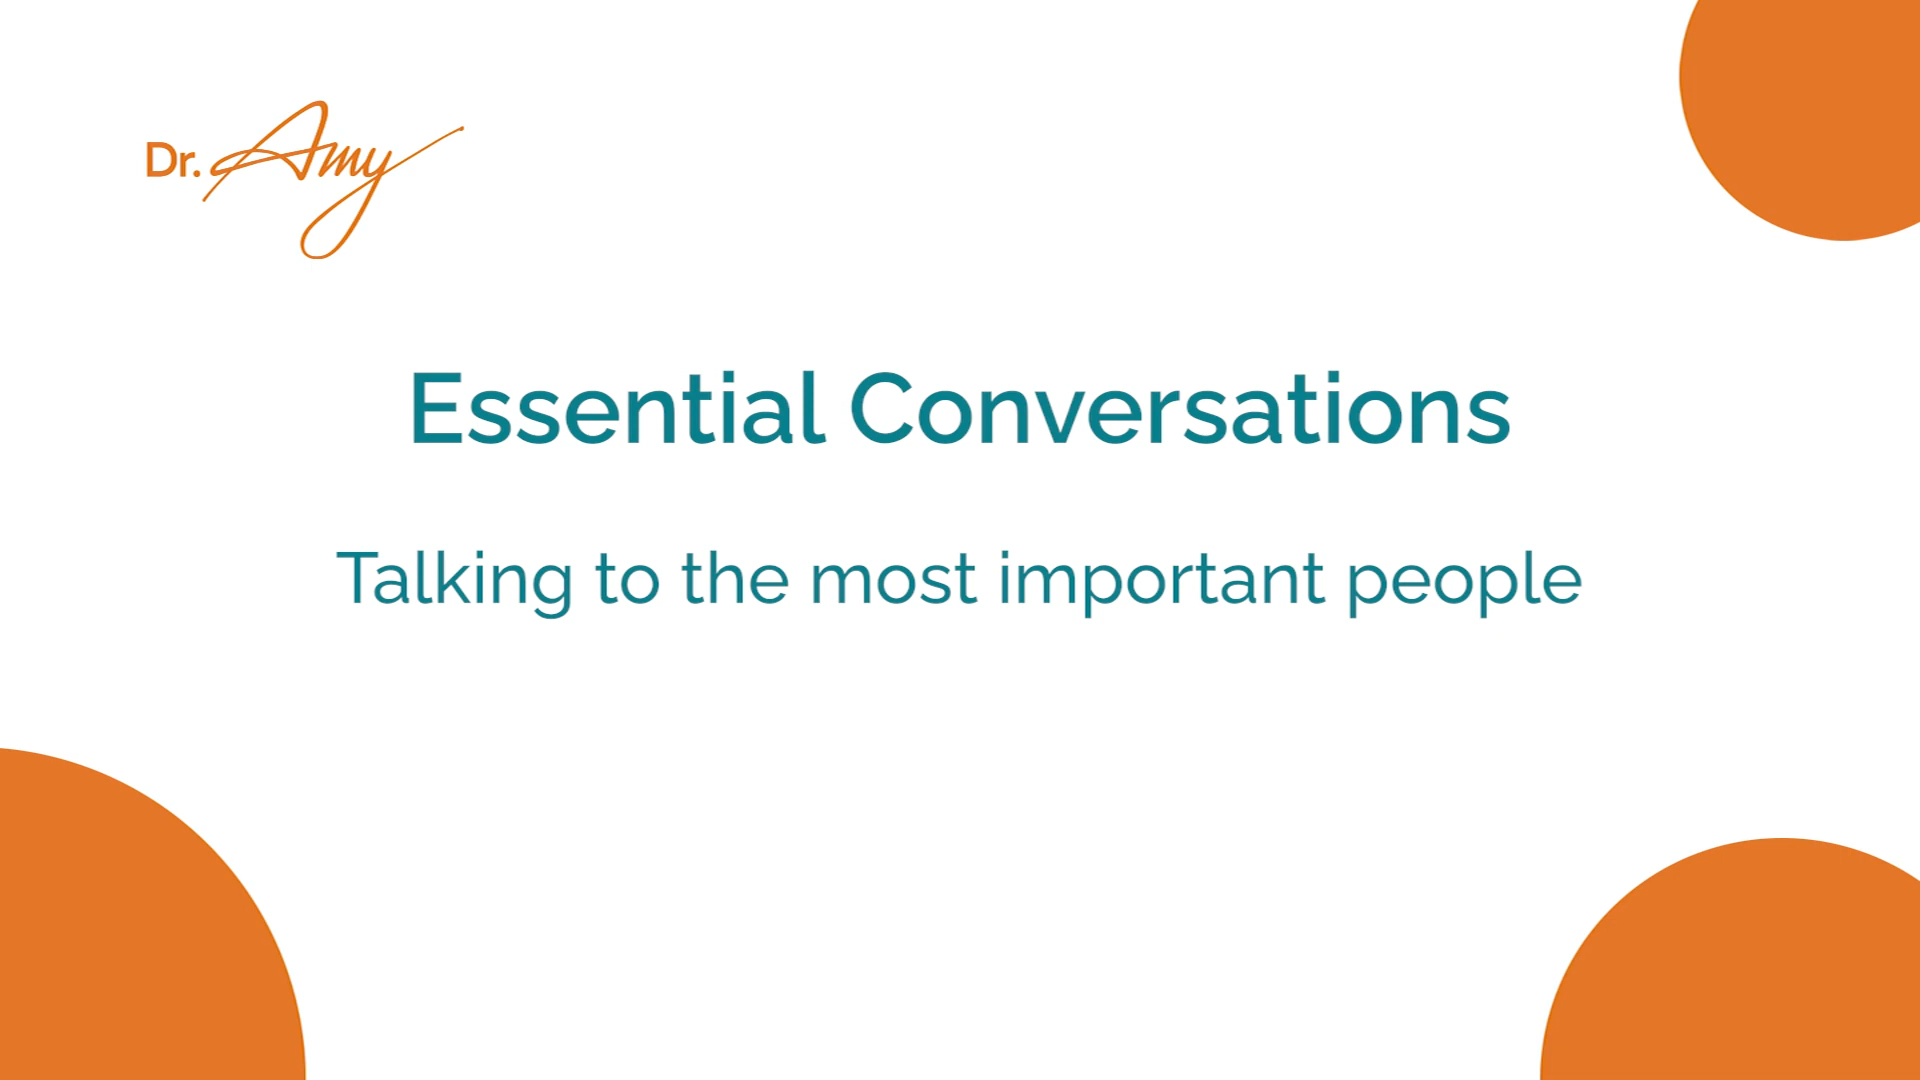 Dr. Amy
Essential Conversations
Talking to the most important people